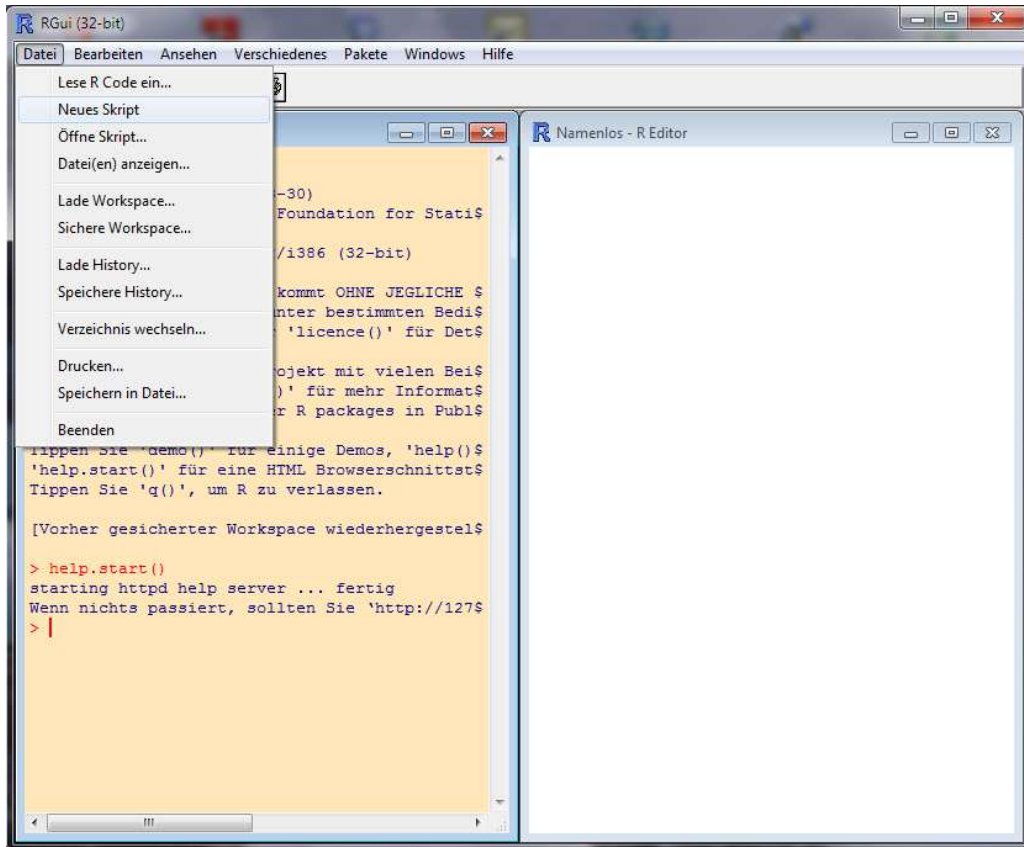 RGui (32-bit)
Datei Bearbeiten Ansehen Verschiedenes Pakete Windows Hilfe
Lese R Code ein...
Neues Skript
Öffne Skript...
Datei(en) anzeigen...
Lade Workspace...
Sichere Workspace...
Lade History...
Speichere History...
Verzeichnis wechseln...
Drucken...
Speichern in Datei...
Beenden
-30)
Foundation for Stati$
/i386 (32-bit)
kommt OHNE JEGLICHE $
nter bestimmten Bedi$
'licence()' für Det$
ojekt mit vielen Bei$
)' für mehr Informat$
r R packages in Publ$
Tippen Sie 'demo()' für einige Demos, 'help()$
'help.start()' für eine HTML Browserschnittst$
Tippen Sie 'q()', um R zu verlassen.
[Vorher gesicherter Workspace wiederhergestel$
> help.start()
starting httpd help server ... fertig
Wenn nichts passiert, sollten Sie ‘http://127$
>
Namenlos - R Editor